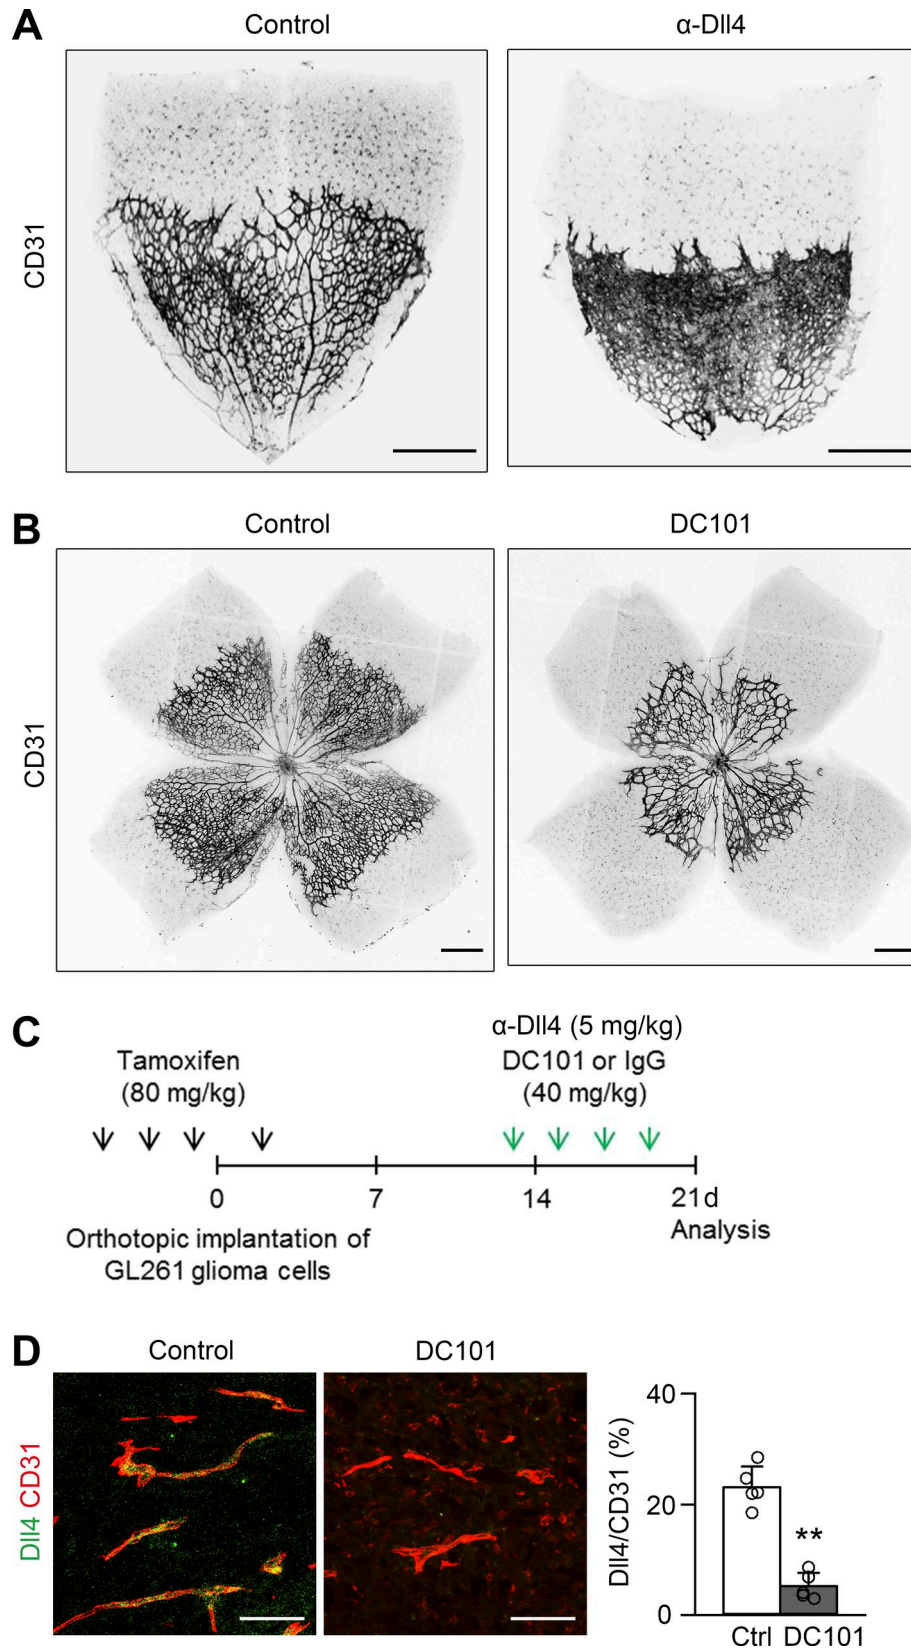 A
Control
α-Dll4
CD31
B
Control
DC101
CD31
C
α-Dll4 (5 mg/kg)
Tamoxifen
(80 mg/kg)
DC101 or IgG
(40 mg/kg)
0
7
14
21d
Orthotopic implantation of
GL261 glioma cells
Analysis
D
Control
DC101
Dll4 CD31
Dll4/CD31 (%)
40
20
0
**
Ctrl
DC101